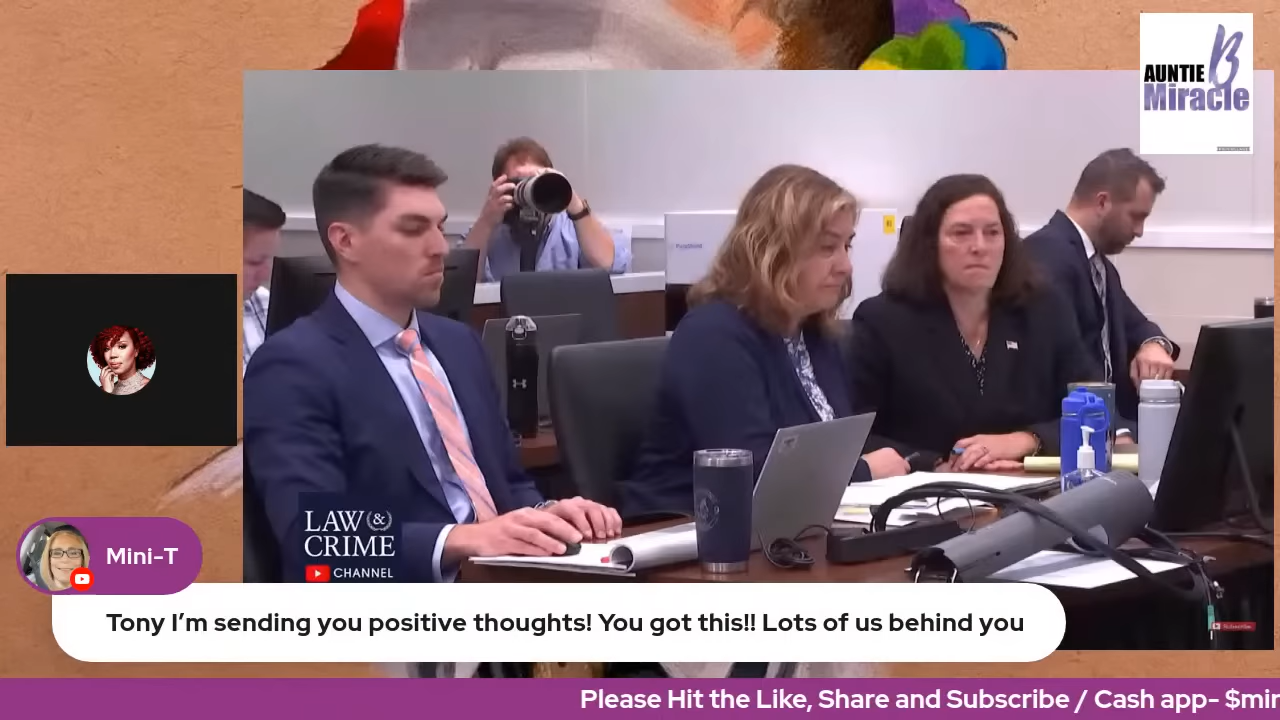 AUNTIE B
Miracle
LAW &
CRIME
CHANNEL
Mini-T
Tony I’m sending you positive thoughts! You got this!! Lots of us behind you
Subscribe
Please Hit the Like, Share and Subscribe / Cash app- $mir